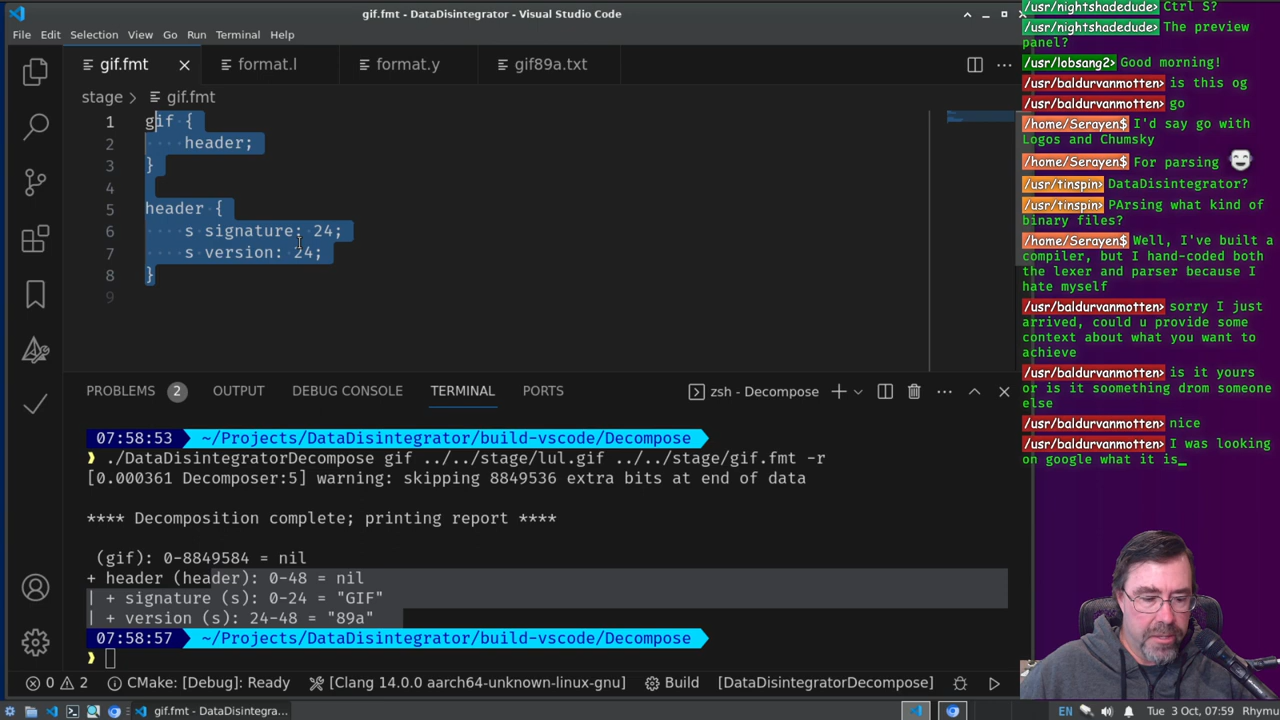 gif.fmt - DataDisintegrator - Visual Studio Code
File Edit Selection View Go Run Terminal Help
gif.fmt format.l format.y gif89a.txt
stage gif.fmt
1 gif {
2 header;
3 }
4
5 header {
6 s signature: 24;
7 s version: 24;
8 }
9
PROBLEMS 2 OUTPUT DEBUG CONSOLE TERMINAL PORTS zsh - Decompose
07:58:53 ~/Projects/DataDisintegrator/build-vscode/Decompose
./DataDisintegratorDecompose gif ../../stage/lul.gif ../../stage/gif.fmt -r
[0.000361 Decomposer:5] warning: skipping 8849536 extra bits at end of data
**** Decomposition complete; printing report ****
(gif): 0-8849584 = nil
+ header (header): 0-48 = nil
| + signature (s): 0-24 = "GIF"
| + version (s): 24-48 = "89a"
07:58:57 ~/Projects/DataDisintegrator/build-vscode/Decompose
0 2 CMake: [Debug]: Ready [Clang 14.0.0 aarch64-unknown-linux-gnu] Build [DataDisintegratorDecompose]
gif.fmt - DataDisintegra... EN Tue 3 Oct, 07:59 Rhymu
/usr/nightshadedude> Ctrl S?
/usr/nightshadedude> The preview
panel?
/usr/lobsang2> Good morning!
/usr/baldurvanmotten> is this og
/usr/baldurvanmotten> go
/home/Serayen$ I'd say go with
Logos and Chumsky
/home/Serayen$ For parsing
/usr/tinspin> DataDisintegrator?
/usr/tinspin> PArsing what kind of
binary files?
/home/Serayen$ Well, I've built a
compiler, but I hand-coded both
the lexer and parser because I
hate myself
/usr/baldurvanmotten> sorry I just
arrived, could u provide some
context about what you want to
achieve
/usr/baldurvanmotten> is it yours
or is it soomething drom someone
else
/usr/baldurvanmotten> nice
/usr/baldurvanmotten> I was looking
on google what it is_